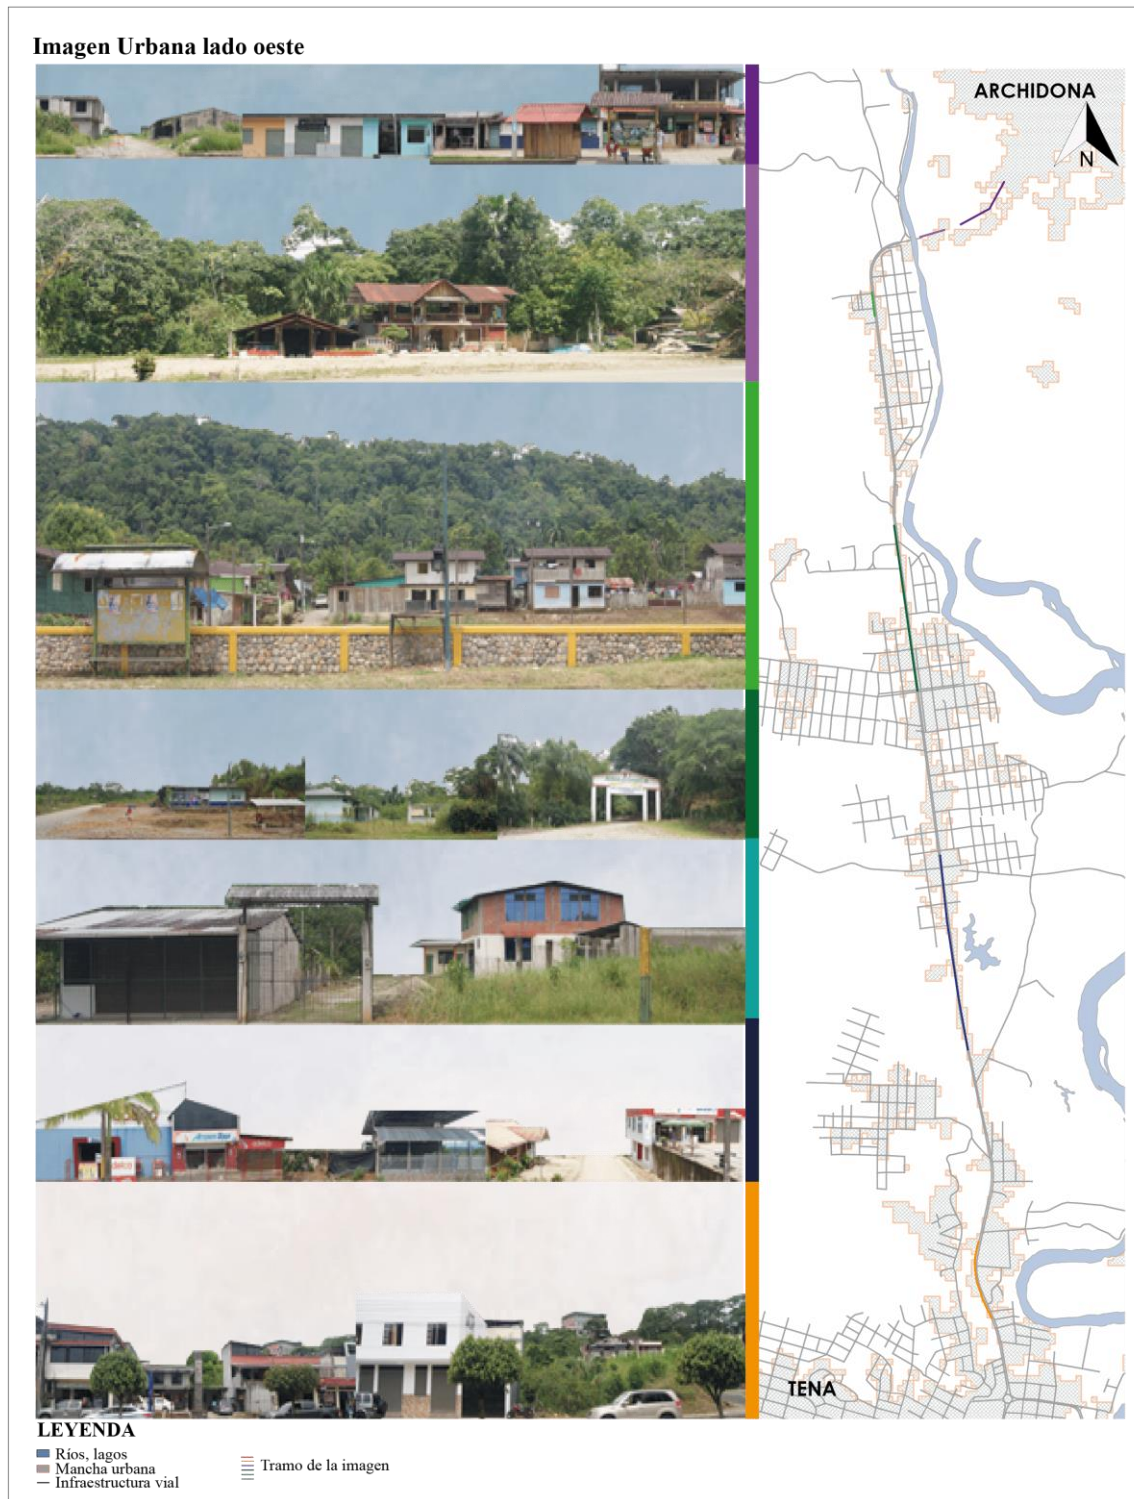 Imagen Urbana lado oeste
ARCHIDONA
N
TENA
LEYENDA
Ríos, lagos
Mancha urbana
Infraestructura vial
Tramo de la imagen